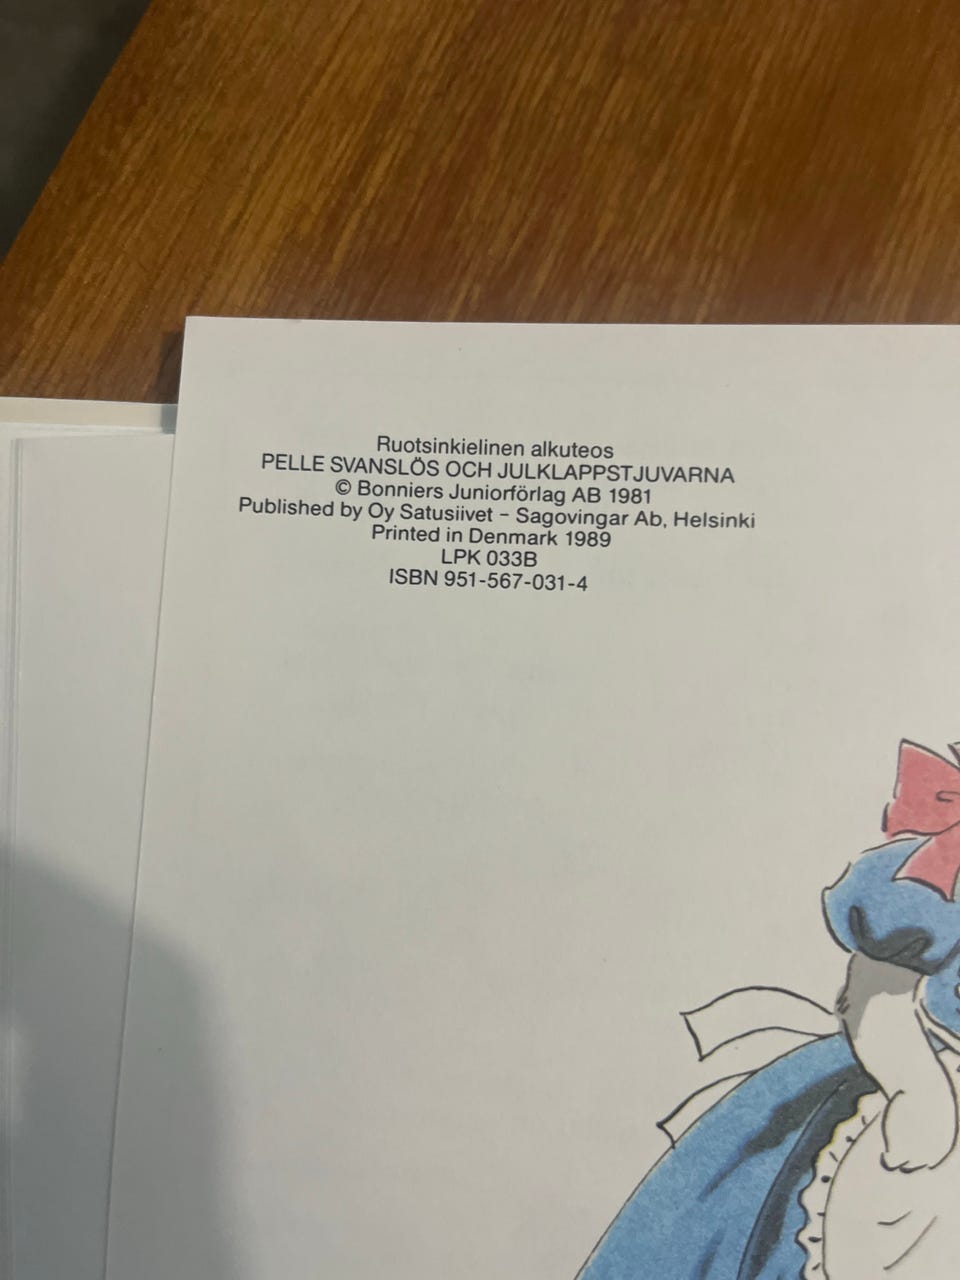 Ruotsinkielinen alkuteos
PELLE SVANSLÖS OCH JULKLAPPSTJUVARNA
© Bonniers Juniorförlag AB 1981
Published by Oy Satusiivet – Sagovingar Ab, Helsinki
Printed in Denmark 1989
LPK 033B
ISBN 951-567-031-4